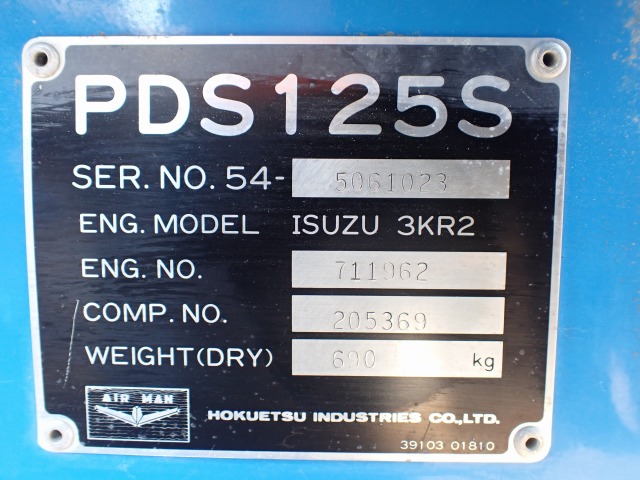 PDS125S
SER. NO. 54- 5061023
ENG. MODEL ISUZU 3KR2
ENG. NO. 711962
COMP. NO. 205369
WEIGHT(DRY) 690 kg
AIR MAN
HOKUETSU INDUSTRIES CO.,LTD.
39103 01810